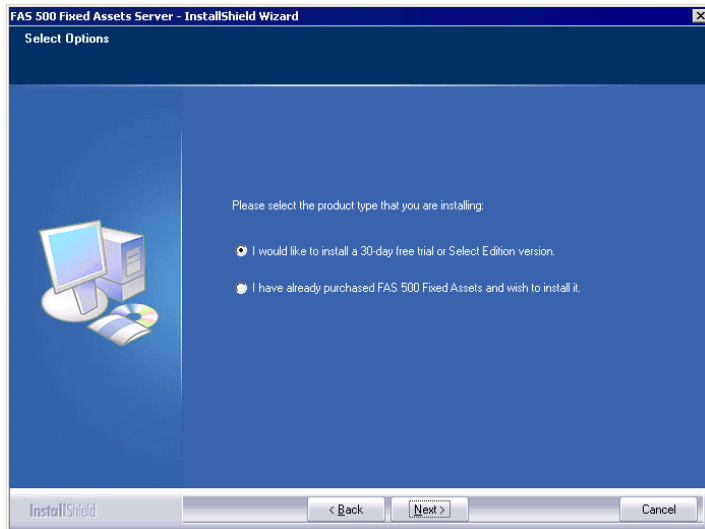 FAS 500 Fixed Assets Server - InstallShield Wizard
Select Options
Please select the product type that you are installing:
I would like to install a 30-day free trial or Select Edition version.
I have already purchased FAS 500 Fixed Assets and wish to install it.
InstallShield
< Back
Next >
Cancel